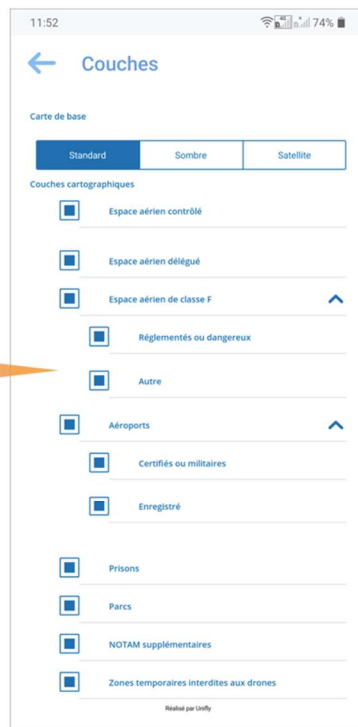 11:52
74%
Couches
Carte de base
Standard Sombre Satellite
Couches cartographiques
Espace aérien contrôlé
Espace aérien délégué
Espace aérien de classe F
Réglementés ou dangereux
Autre
Aéroports
Certifiés ou militaires
Enregistré
Prisons
Parcs
NOTAM supplémentaires
Zones temporaires interdites aux drones
Réalisé par Unifly